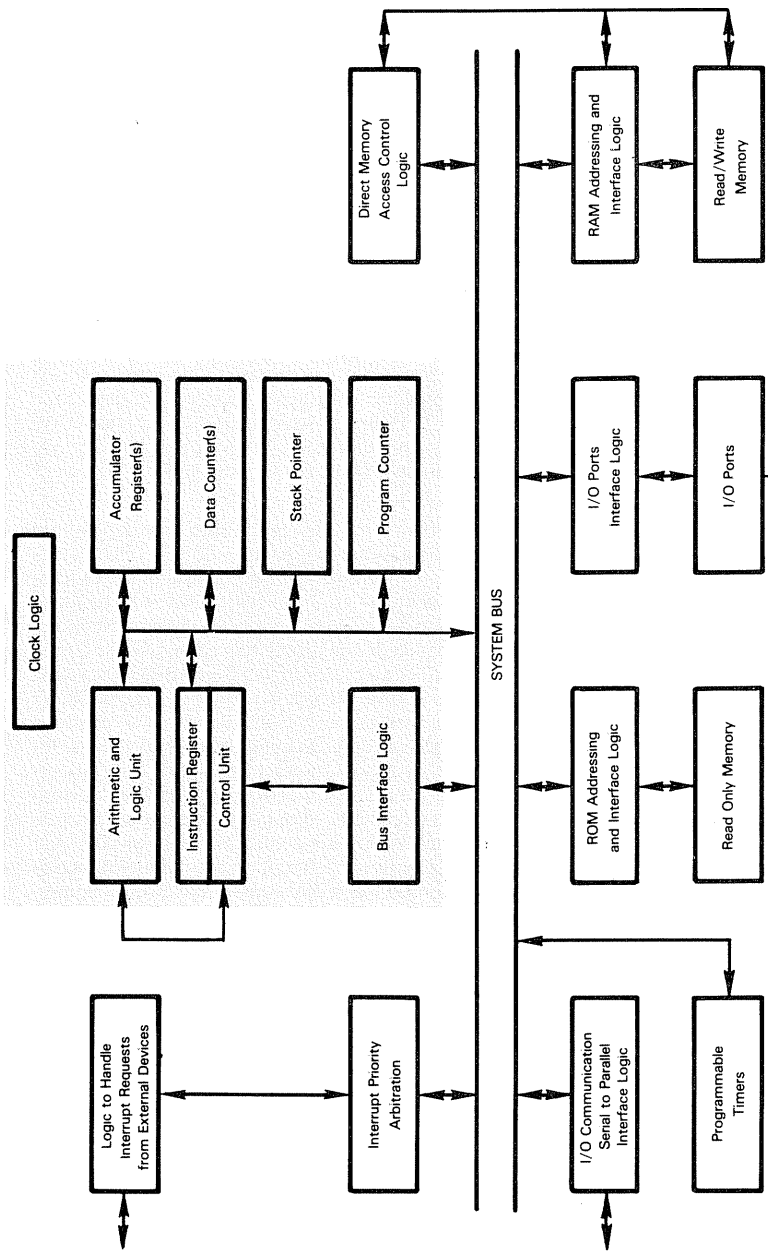 Clock Logic
Logic to Handle
Interrupt Requests
from External Devices
Arithmetic and
Logic Unit
Accumulator
Register(s)
Instruction Register
Control Unit
Data Counter(s)
Stack Pointer
Interrupt Priority
Arbitration
Bus Interface Logic
Program Counter
Direct Memory
Access Control
Logic
SYSTEM BUS
I/O Communication
Serial to Parallel
Interface Logic
ROM Addressing
and Interface Logic
I/O Ports
Interface Logic
RAM Addressing and
Interface Logic
Programmable
Timers
Read Only Memory
I/O Ports
Read/Write
Memory